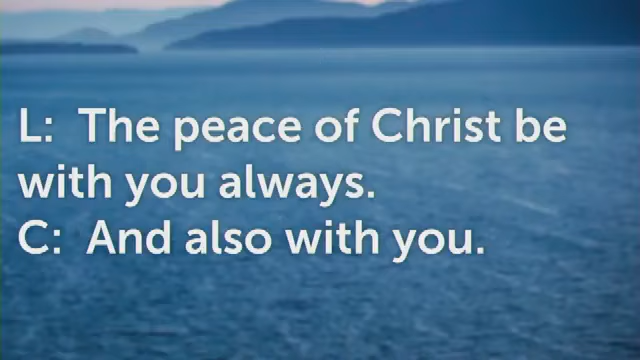 L:  The peace of Christ be
with you always.
C:  And also with you.